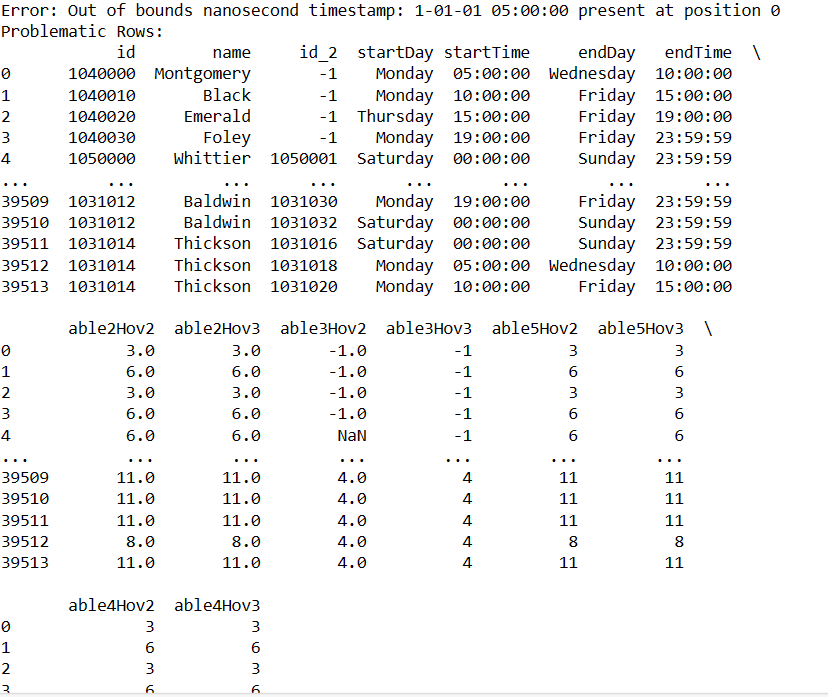 Error: Out of bounds nanosecond timestamp: 1-01-01 05:00:00 present at position 0
Problematic Rows:
id name id_2 startDay startTime endDay endTime \
0 1040000 Montgomery -1 Monday 05:00:00 Wednesday 10:00:00
1 1040010 Black -1 Monday 10:00:00 Friday 15:00:00
2 1040020 Emerald -1 Thursday 15:00:00 Friday 19:00:00
3 1040030 Foley -1 Monday 19:00:00 Friday 23:59:59
4 1050000 Whittier 1050001 Saturday 00:00:00 Sunday 23:59:59
... ... ... ... ... ... ... ...
39509 1031012 Baldwin 1031030 Monday 19:00:00 Friday 23:59:59
39510 1031012 Baldwin 1031032 Saturday 00:00:00 Sunday 23:59:59
39511 1031014 Thickson 1031016 Saturday 00:00:00 Sunday 23:59:59
39512 1031014 Thickson 1031018 Monday 05:00:00 Wednesday 10:00:00
39513 1031014 Thickson 1031020 Monday 10:00:00 Friday 15:00:00
able2Hov2 able2Hov3 able3Hov2 able3Hov3 able5Hov2 able5Hov3 \
0 3.0 3.0 -1.0 -1 3 3
1 6.0 6.0 -1.0 -1 6 6
2 3.0 3.0 -1.0 -1 3 3
3 6.0 6.0 -1.0 -1 6 6
4 6.0 6.0 NaN -1 6 6
... ... ... ... ... ... ...
39509 11.0 11.0 4.0 4 11 11
39510 11.0 11.0 4.0 4 11 11
39511 11.0 11.0 4.0 4 11 11
39512 8.0 8.0 4.0 4 8 8
39513 11.0 11.0 4.0 4 11 11
able4Hov2 able4Hov3
0 3 3
1 6 6
2 3 3
3 6 6